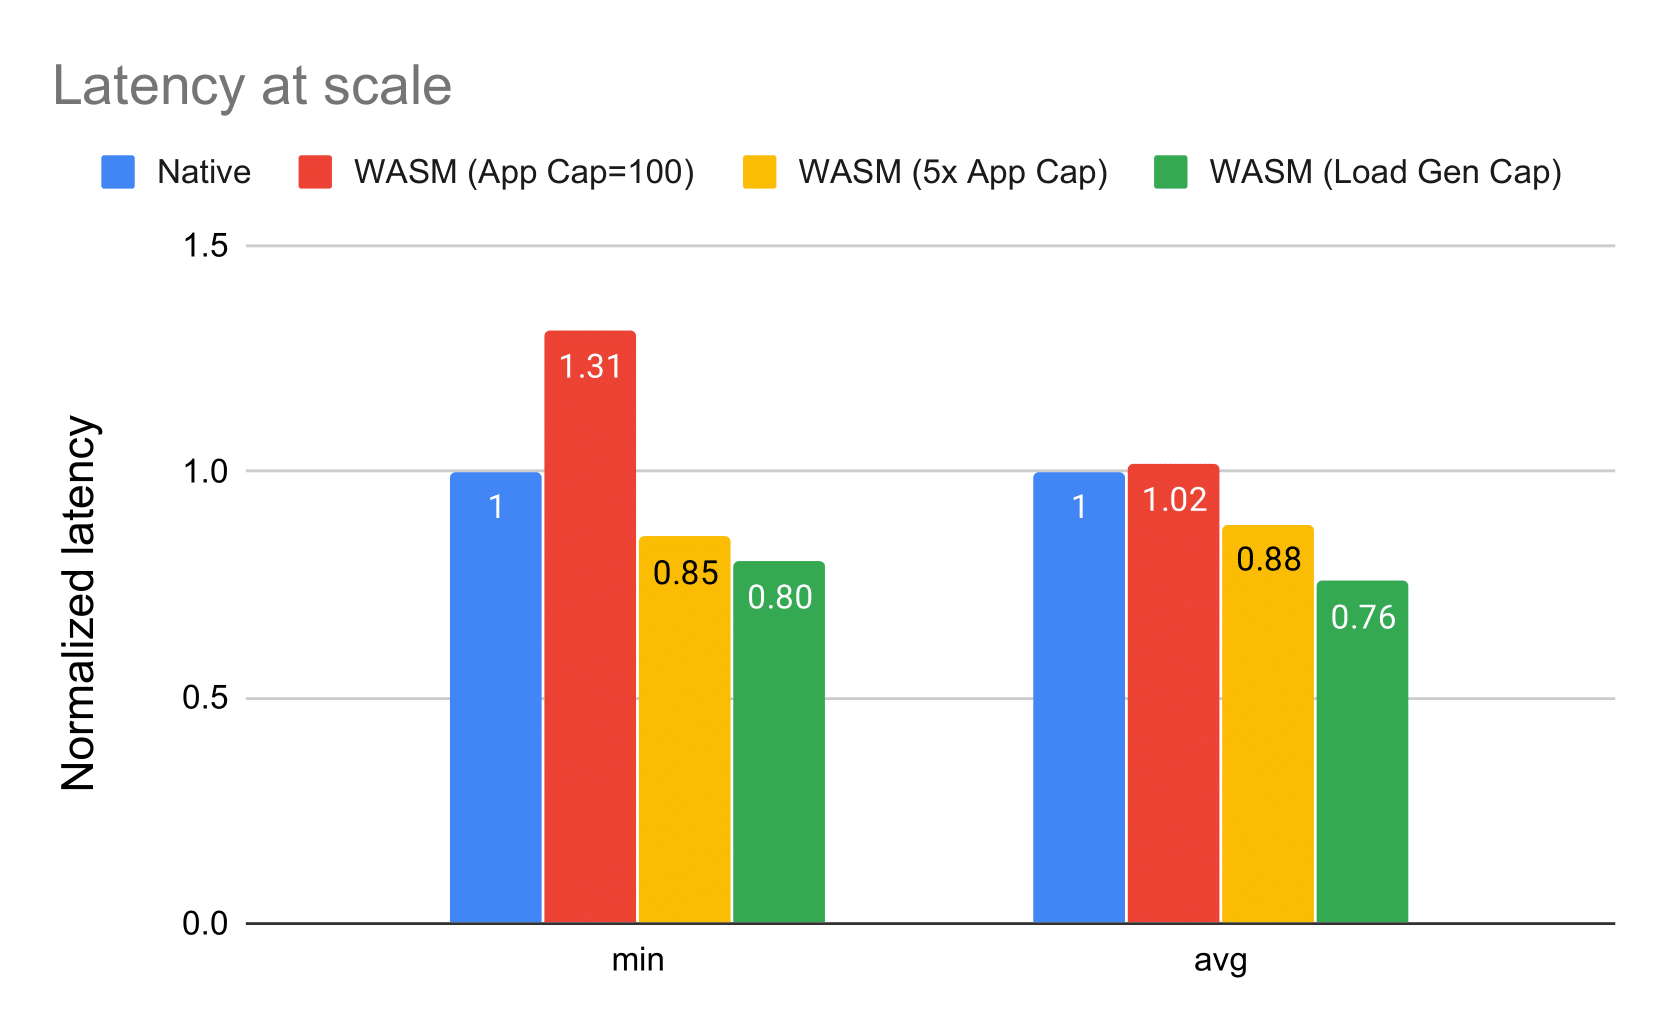 Latency at scale
Native WASM (App Cap=100) WASM (5x App Cap) WASM (Load Gen Cap)
Normalized latency
1.5
1.0
0.5
0.0
1 1.31 0.85 0.80
1 1.02 0.88 0.76
min avg